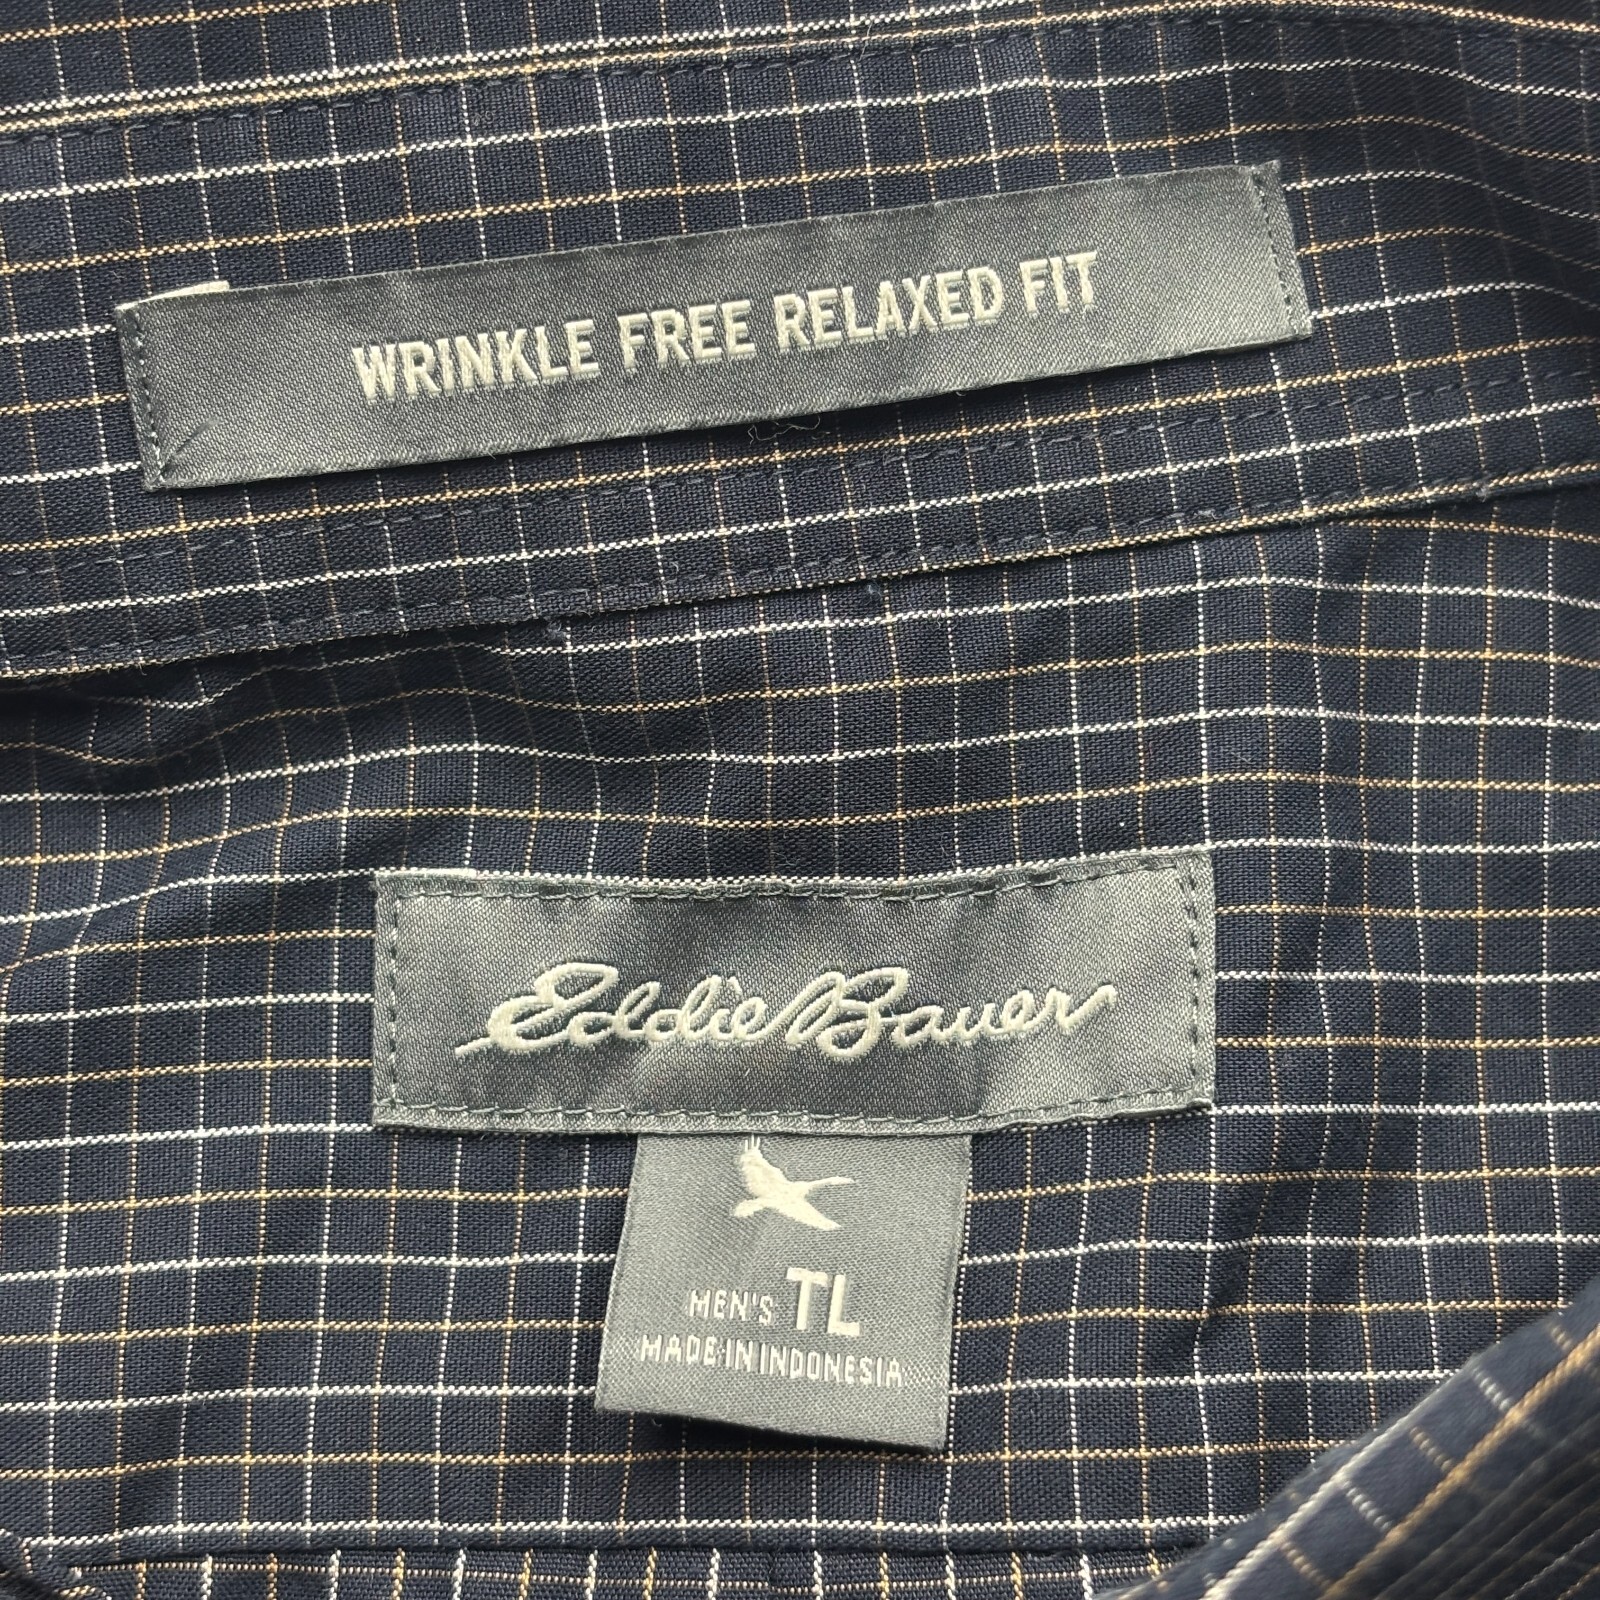 WRINKLE FREE RELAXED FIT
Eddie Bauer
MEN'S TL
MADE IN INDONESIA